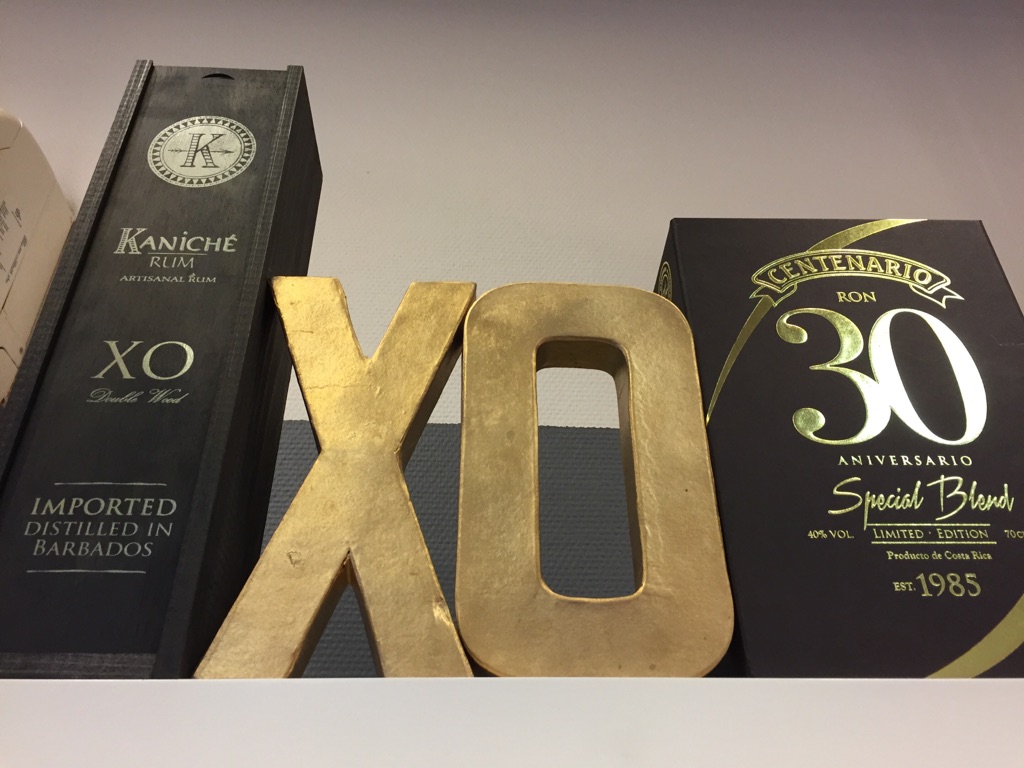 K
KANICHÉ
RUM
ARTISANAL RUM
XO
Double Wood
IMPORTED
DISTILLED IN
BARBADOS
XO
CENTENARIO
RON
30
ANIVERSARIO
Special Blend
40% VOL.
LIMITED · EDITION
Producto de Costa Rica
EST. 1985